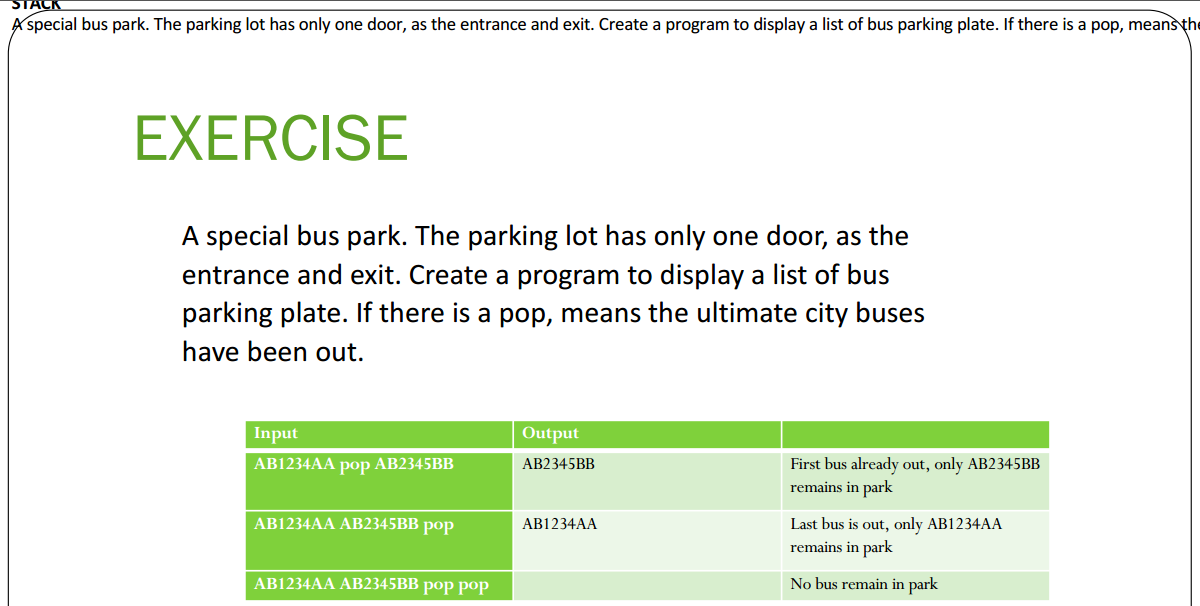 STACK
A special bus park. The parking lot has only one door, as the entrance and exit. Create a program to display a list of bus parking plate. If there is a pop, means the
EXERCISE
A special bus park. The parking lot has only one door, as the
entrance and exit. Create a program to display a list of bus
parking plate. If there is a pop, means the ultimate city buses
have been out.
Input Output
AB1234AA pop AB2345BB AB2345BB First bus already out, only AB2345BB
remains in park
AB1234AA AB2345BB pop AB1234AA Last bus is out, only AB1234AA
remains in park
AB1234AA AB2345BB pop pop No bus remain in park